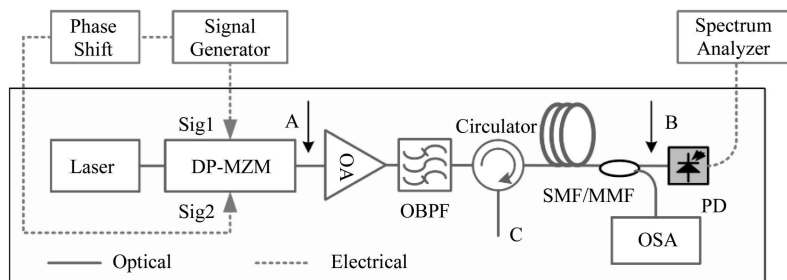 Phase
Shift
Signal
Generator
Spectrum
Analyzer
Sig1
A
Circulator
B
Laser
DP-MZM
OA
OBPF
SMF/MMF
PD
Sig2
C
OSA
Optical
Electrical